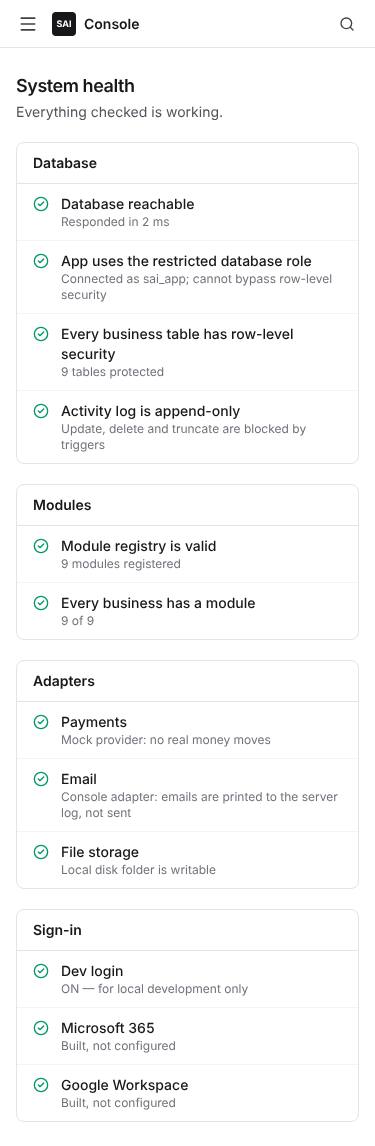 SAI Console
System health
Everything checked is working.
Database
Database reachable
Responded in 2 ms
App uses the restricted database role
Connected as sai_app; cannot bypass row-level
security
Every business table has row-level
security
9 tables protected
Activity log is append-only
Update, delete and truncate are blocked by
triggers
Modules
Module registry is valid
9 modules registered
Every business has a module
9 of 9
Adapters
Payments
Mock provider: no real money moves
Email
Console adapter: emails are printed to the server
log, not sent
File storage
Local disk folder is writable
Sign-in
Dev login
ON — for local development only
Microsoft 365
Built, not configured
Google Workspace
Built, not configured